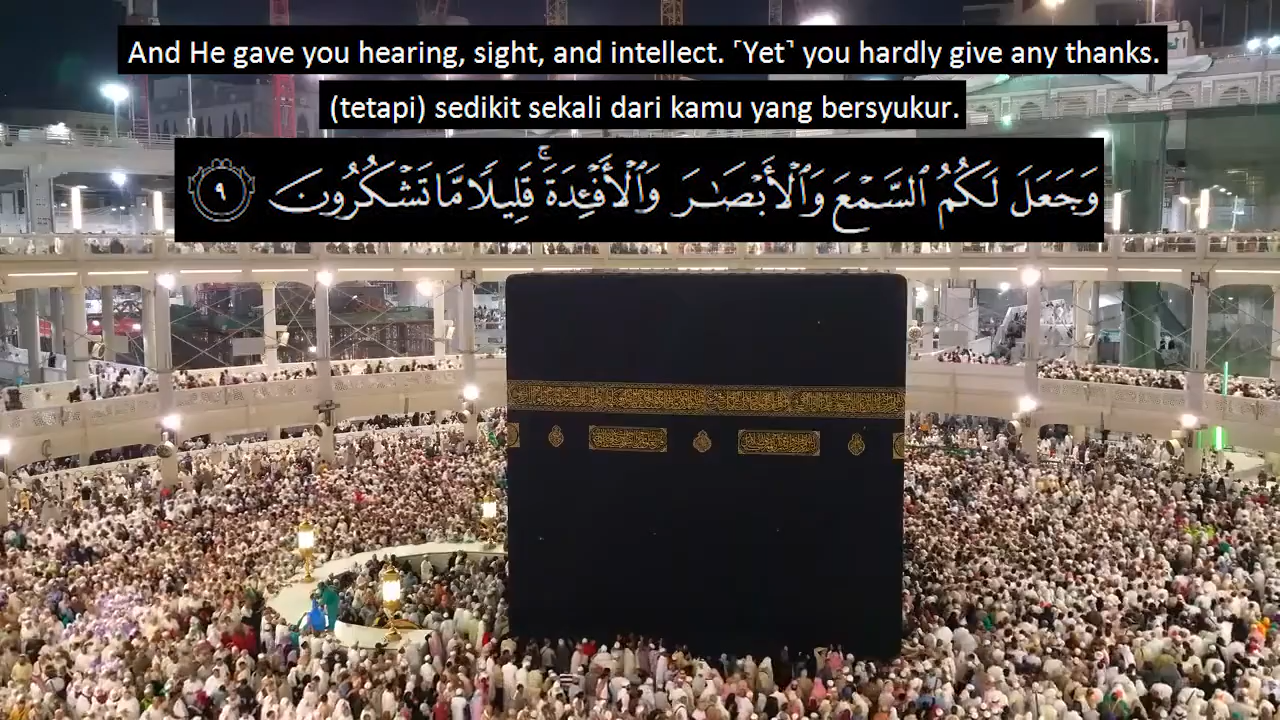 And He gave you hearing, sight, and intellect. ˹Yet˺ you hardly give any thanks.
(tetapi) sedikit sekali dari kamu yang bersyukur.
وَجَعَلَ لَكُمُ ٱلسَّمْعَ وَٱلْأَبْصَـٰرَ وَٱلْأَفْـِٔدَةَ ۚ قَلِيلًا مَّا تَشْكُرُونَ ٩